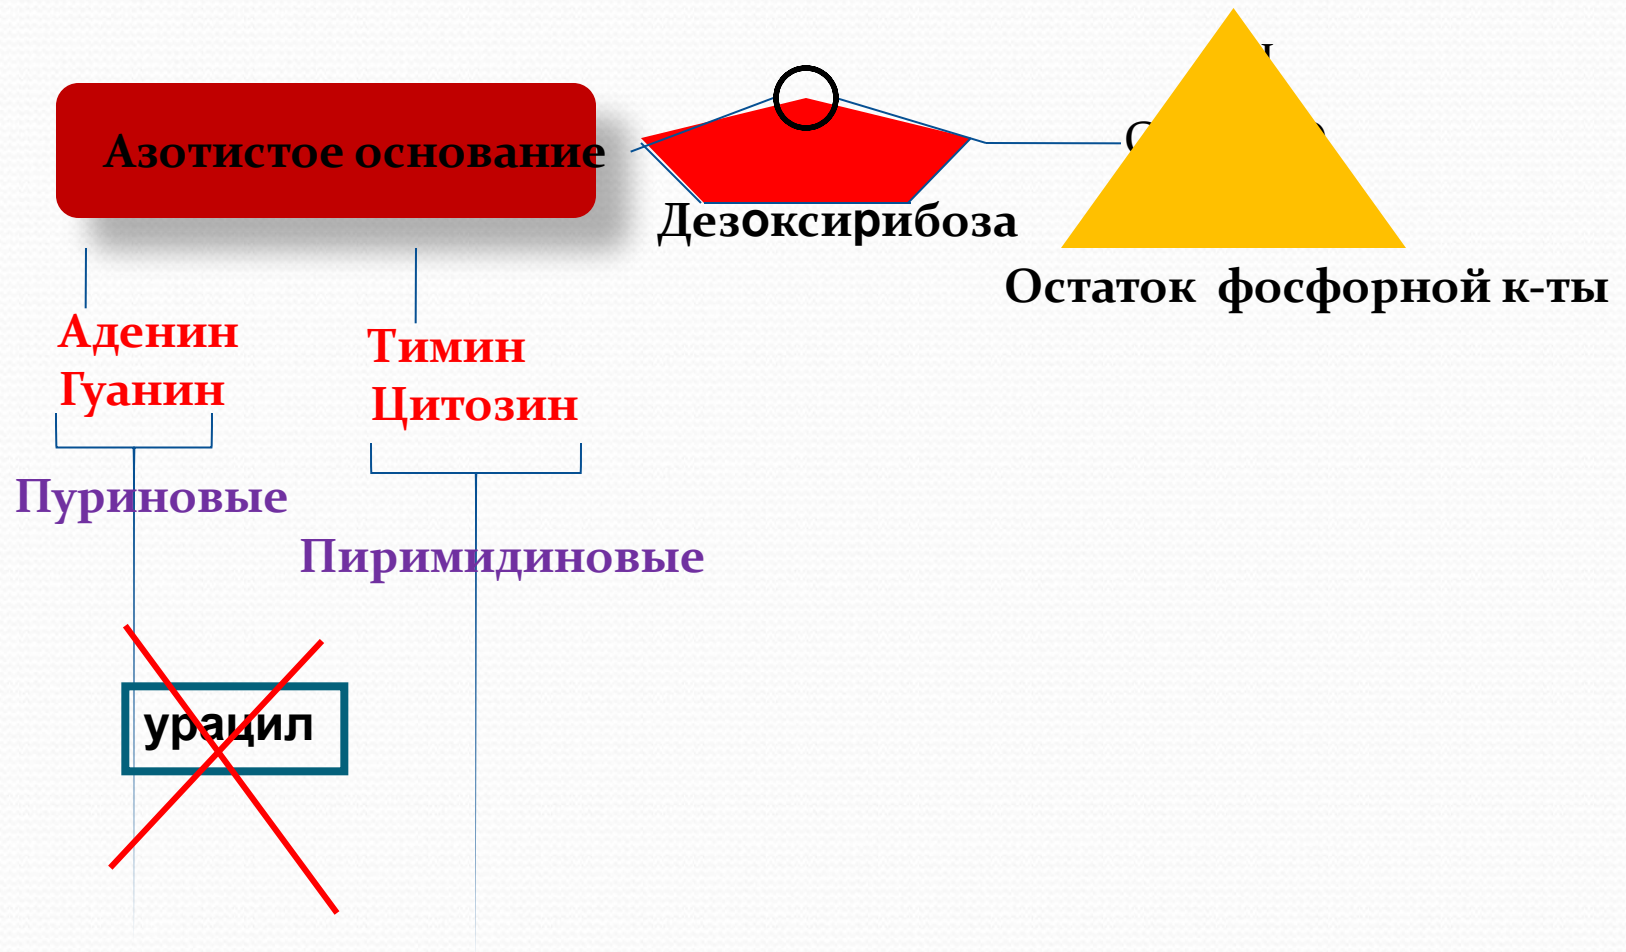 Азотистое основание
Дезоксирибоза
Остаток фосфорной к-ты
Аденин
Гуанин
Тимин
Цитозин
Пуриновые
Пиримидиновые
урацил